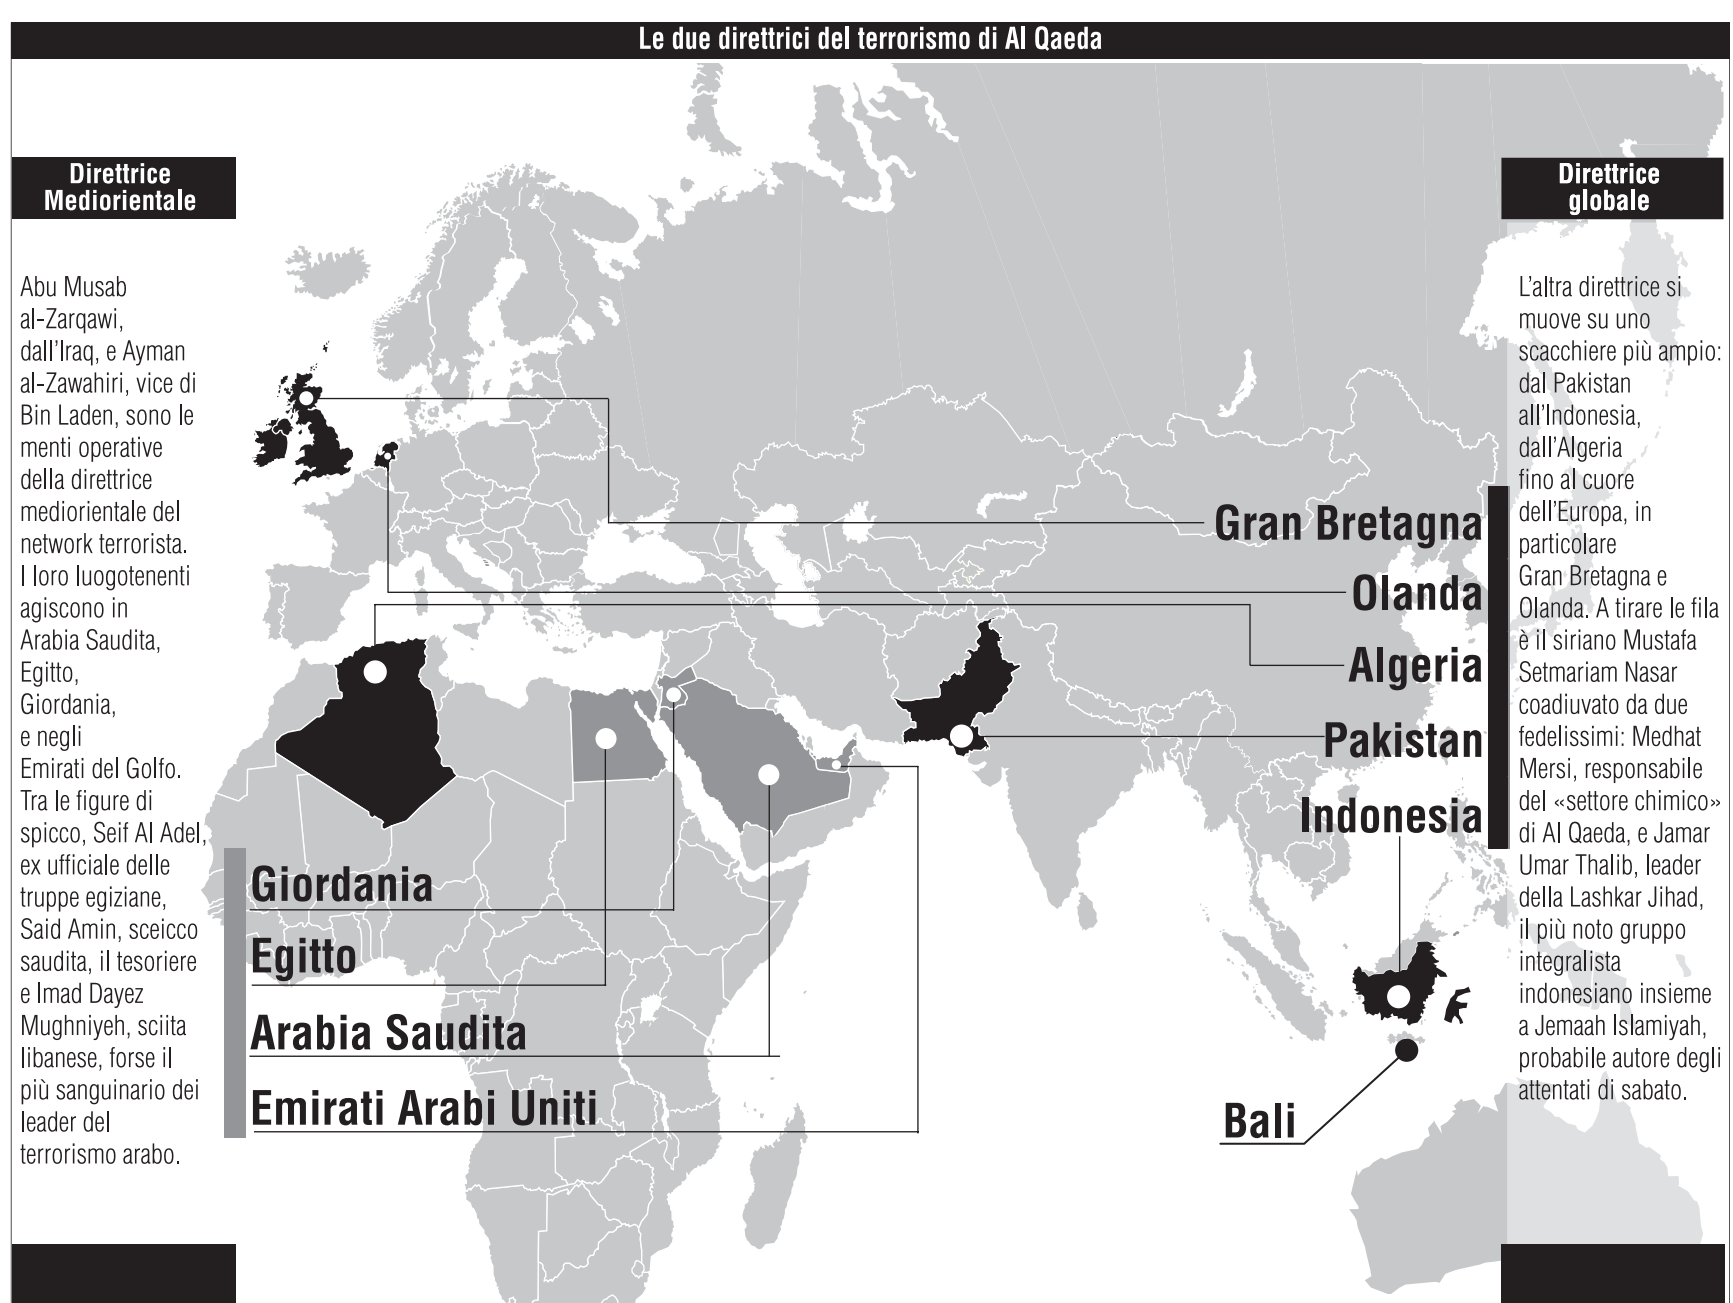 Le due direttrici del terrorismo di Al Qaeda
Direttrice
Mediorientale
Abu Musab
al-Zarqawi,
dall'Iraq, e Ayman
al-Zawahiri, vice di
Bin Laden, sono le
menti operative
della direttrice
mediorientale del
network terrorista.
I loro luogotenenti
agiscono in
Arabia Saudita,
Egitto,
Giordania,
e negli
Emirati del Golfo.
Tra le figure di
spicco, Seif Al Adel,
ex ufficiale delle
truppe egiziane,
Said Amin, sceicco
saudita, il tesoriere
e Imad Dayez
Mughniyeh, sciita
libanese, forse il
più sanguinario dei
leader del
terrorismo arabo.
Giordania
Egitto
Arabia Saudita
Emirati Arabi Uniti
Gran Bretagna
Olanda
Algeria
Pakistan
Indonesia
Bali
Direttrice
globale
L'altra direttrice si
muove su uno
scacchiere più ampio:
dal Pakistan
all'Indonesia,
dall'Algeria
fino al cuore
dell'Europa, in
particolare
Gran Bretagna e
Olanda. A tirare le fila
è il siriano Mustafa
Setmariam Nasar
coadiuvato da due
fedelissimi: Medhat
Mersi, responsabile
del «settore chimico»
di Al Qaeda, e Jamar
Umar Thalib, leader
della Lashkar Jihad,
il più noto gruppo
integralista
indonesiano insieme
a Jemaah Islamiyah,
probabile autore degli
attentati di sabato.